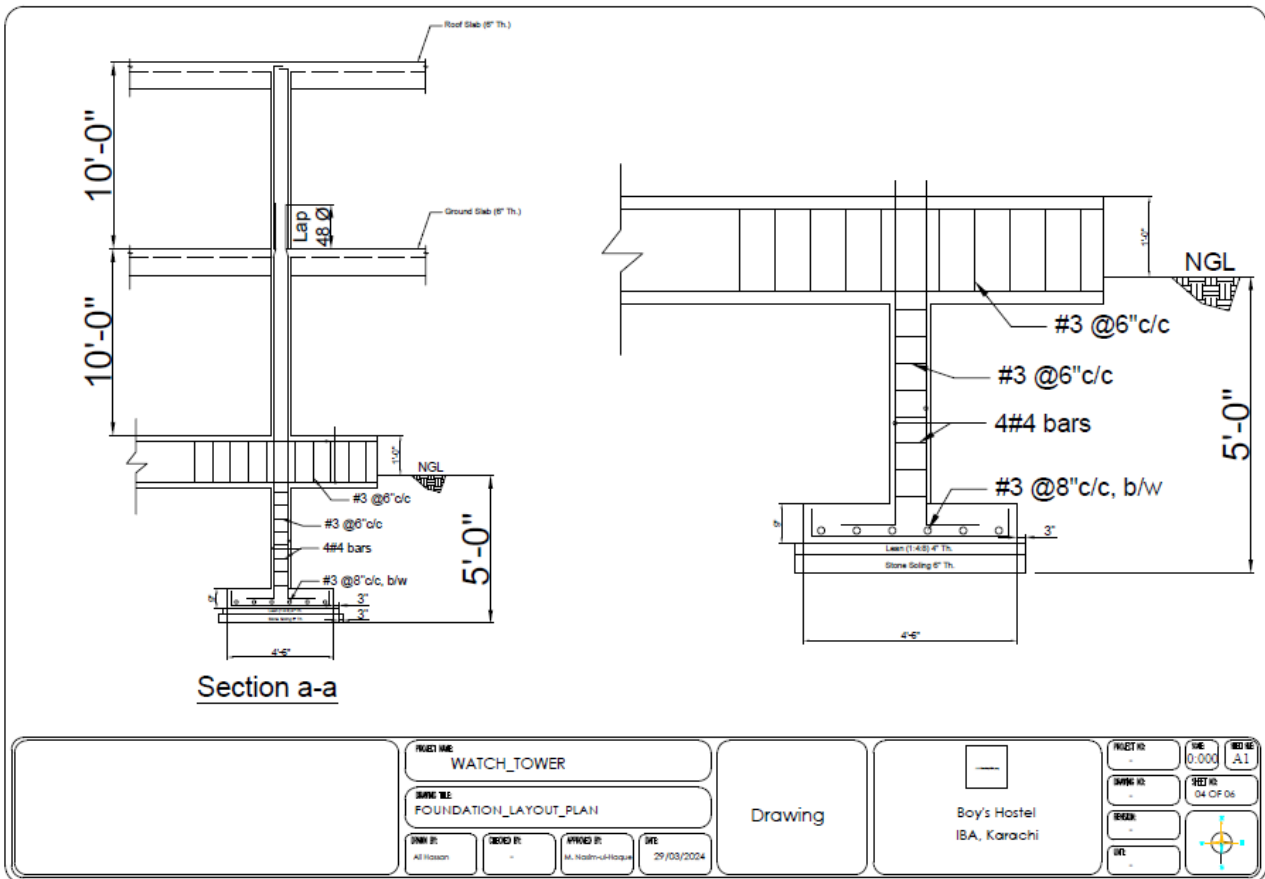 Roof Slab (6" Th.)
10'-0"
Lap
48 Ø
Ground Slab (6" Th.)
10'-0"
1'-0"
NGL
#3 @6"c/c
#3 @6"c/c
4#4 bars
#3 @8"c/c, b/w
3"
3"
5'-0"
4'-6"
Section a-a
1'-0"
NGL
#3 @6"c/c
#3 @6"c/c
4#4 bars
#3 @8"c/c, b/w
3"
Lean (1:4:8) 4" Th.
Stone Soling 6" Th.
5'-0"
4'-6"
PROJECT NAME:
WATCH_TOWER
DRAWING TITLE:
FOUNDATION_LAYOUT_PLAN
DRAWN BY:
Ali Hassan
CHECKED BY:
-
APPROVED BY:
M. Nasim-ul-Haque
DATE:
29/03/2024
Drawing
Boy's Hostel
IBA, Karachi
PROJECT NO:
-
DRAWING NO:
-
REVISION:
-
DATE:
-
0:000
A1
SHEET NO:
04 OF 06